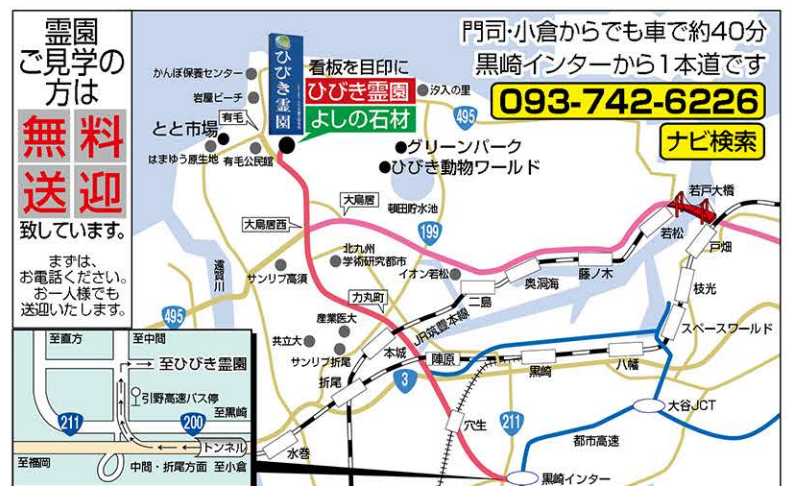 霊園
ご見学の
方は
無料
送迎
致しています。
まずは、
お電話ください。
お一人様でも
送迎いたします。
門司・小倉からでも車で約40分
黒崎インターから1本道です
093-742-6226
ナビ検索
看板を目印に
ひびき霊園
よしの石材
ひびき霊園
かんぽ保養センター
岩屋ビーチ
有毛
とと市場
はまゆう原生地
有毛公民館
汐入の里
495
グリーンパーク
ひびき動物ワールド
頓田貯水池
大鳥居
大鳥居西
199
若戸大橋
若松
戸畑
遠賀川
北九州
学術研究都市
サンリブ高須
イオン若松
藤ノ木
奥洞海
二島
枝光
力丸町
495
産業医大
共立大
サンリブ折尾
JR筑豊本線
本城
陣原
スペースワールド
八幡
黒崎
折尾
3
水巻
穴生
211
大谷JCT
都市高速
黒崎インター
至直方
至中間
至ひびき霊園
引野高速バス停
至黒崎
211
200
トンネル
至福岡
中間・折尾方面
至小倉